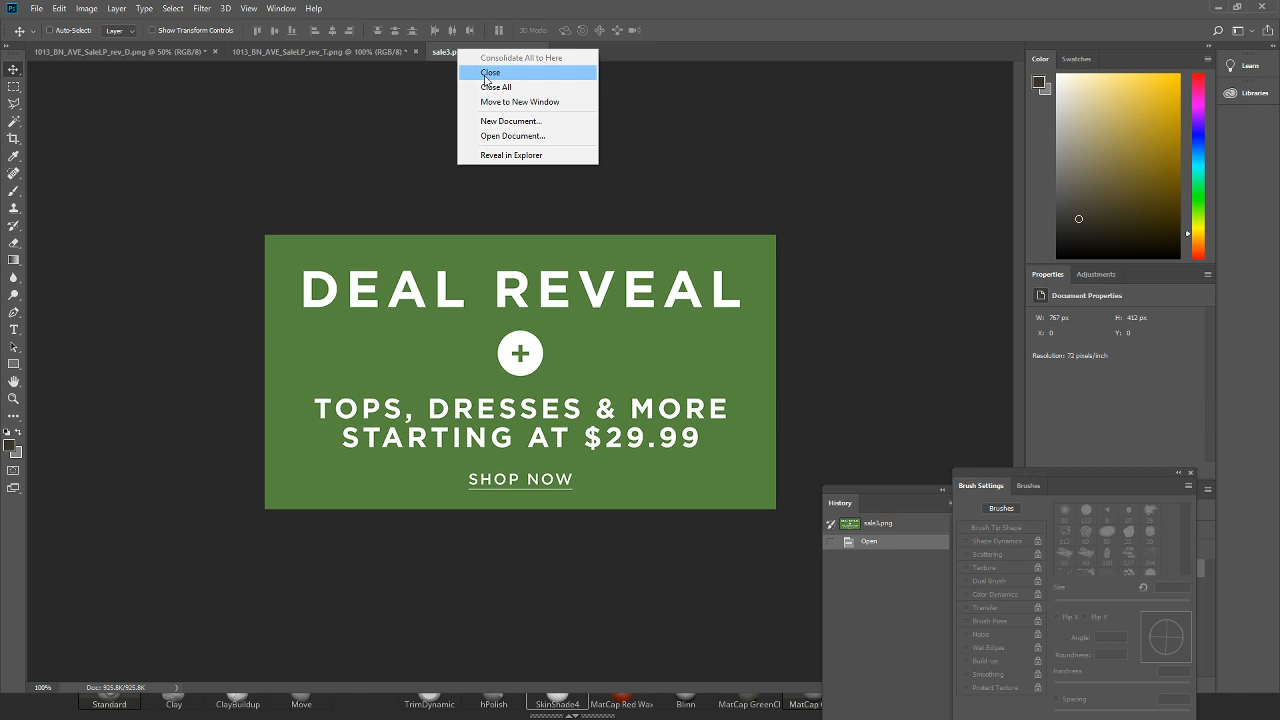 Ps File Edit Image Layer Type Select Filter 3D View Window Help
Auto-Select: Layer Show Transform Controls 3D Mode:
1013_BN_AVE_SaleLP_rev_D.png @ 50% (RGB/8) * × 1013_BN_AVE_SaleLP_rev_T.png @ 100% (RGB/8) * × sale3.p
Consolidate All to Here
Close
Close All
Move to New Window
New Document...
Open Document...
Reveal in Explorer
DEAL REVEAL
+
TOPS, DRESSES & MORE
STARTING AT $29.99
SHOP NOW
Color Swatches
Learn
Libraries
Properties Adjustments
Document Properties
W: 767 px H: 412 px
X: 0 Y: 0
Resolution: 72 pixels/inch
History
sale3.png
Open
Brush Settings Brushes
Brushes
Brush Tip Shape
Shape Dynamics
Scattering
Texture
Dual Brush
Color Dynamics
Transfer
Brush Pose
Noise
Wet Edges
Build-up
Smoothing
Protect Texture
Size
Flip X Flip Y
Angle:
Roundness:
Hardness
Spacing
100% Doc: 925.8K/925.8K
Standard Clay ClayBuildup Move TrimDynamic hPolish SkinShade4 MatCap Red Wax Blinn MatCap GreenCl MatCap